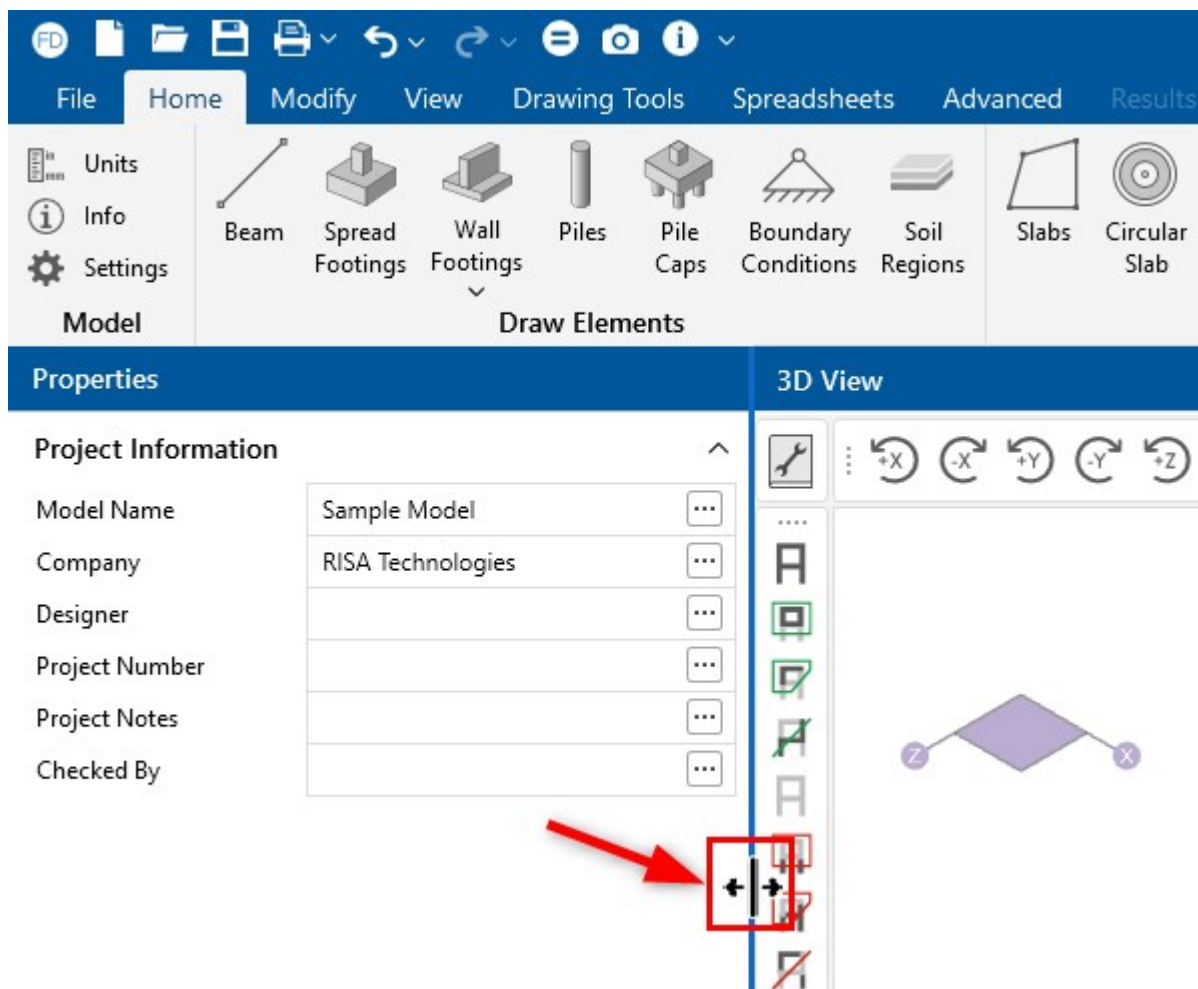 FD
File Home Modify View Drawing Tools Spreadsheets Advanced Results
Units
Info
Settings
Model
Beam
Spread
Footings
Wall
Footings
Piles
Pile
Caps
Boundary
Conditions
Soil
Regions
Draw Elements
Slabs
Circular
Slab
Properties
Project Information
Model Name Sample Model
Company RISA Technologies
Designer
Project Number
Project Notes
Checked By
3D View
+X -X +Y -Y +Z
Z X